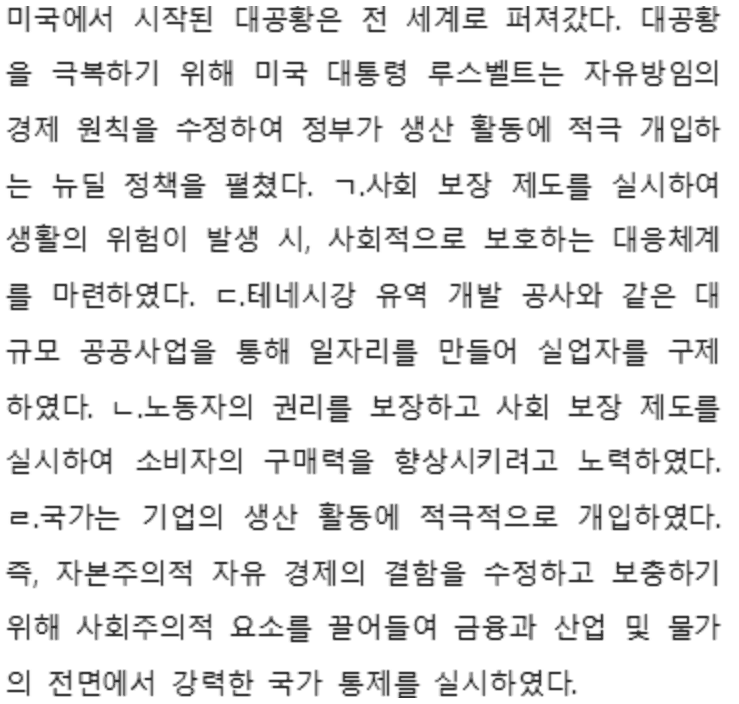 미국에서 시작된 대공황은 전 세계로 퍼져갔다. 대공황
을 극복하기 위해 미국 대통령 루스벨트는 자유방임의
경제 원칙을 수정하여 정부가 생산 활동에 적극 개입하
는 뉴딜 정책을 펼쳤다. ㄱ.사회 보장 제도를 실시하여
생활의 위험이 발생 시, 사회적으로 보호하는 대응체계
를 마련하였다. ㄷ.테네시강 유역 개발 공사와 같은 대
규모 공공사업을 통해 일자리를 만들어 실업자를 구제
하였다. ㄴ.노동자의 권리를 보장하고 사회 보장 제도를
실시하여 소비자의 구매력을 향상시키려고 노력하였다.
ㄹ.국가는 기업의 생산 활동에 적극적으로 개입하였다.
즉, 자본주의적 자유 경제의 결함을 수정하고 보충하기
위해 사회주의적 요소를 끌어들여 금융과 산업 및 물가
의 전면에서 강력한 국가 통제를 실시하였다.